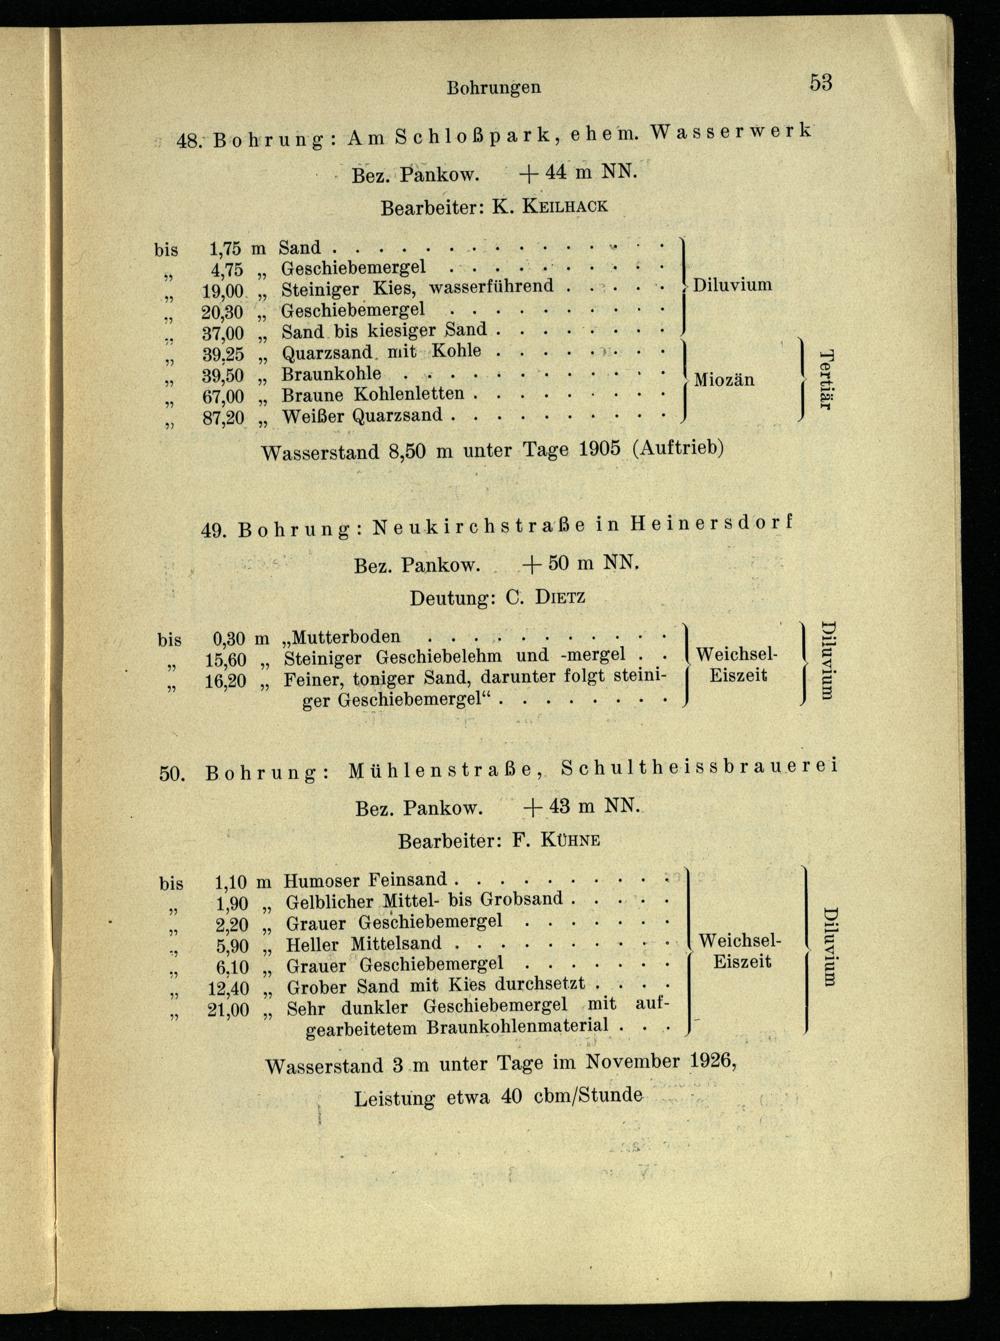 Bohrungen 53
48. Bohrung: Am Schloßpark, ehem. Wasserwerk
Bez. Pankow. + 44 m NN.
Bearbeiter: K. KEILHACK
bis 1,75 m Sand . . . . . . . . . . . . . . .
„ 4,75 „ Geschiebemergel . . . . . . . . . .
„ 19,00 „ Steiniger Kies, wasserführend . . . . . Diluvium
„ 20,30 „ Geschiebemergel . . . . . . . . . .
„ 37,00 „ Sand bis kiesiger Sand . . . . . . . .
„ 39,25 „ Quarzsand mit Kohle . . . . . . . .
„ 39,50 „ Braunkohle . . . . . . . . . . . . Miozän Tertiär
„ 67,00 „ Braune Kohlenletten . . . . . . . . .
„ 87,20 „ Weißer Quarzsand . . . . . . . . . .
Wasserstand 8,50 m unter Tage 1905 (Auftrieb)
49. Bohrung: Neukirchstraße in Heinersdorf
Bez. Pankow. + 50 m NN.
Deutung: C. DIETZ
bis 0,30 m „Mutterboden . . . . . . . . . . .
„ 15,60 „ Steiniger Geschiebelehm und -mergel . . Weichsel- Diluvium
„ 16,20 „ Feiner, toniger Sand, darunter folgt steini- Eiszeit
ger Geschiebemergel“ . . . . . . . .
50. Bohrung: Mühlenstraße, Schultheissbrauerei
Bez. Pankow. + 43 m NN.
Bearbeiter: F. KÜHNE
bis 1,10 m Humoser Feinsand . . . . . . . . . .
„ 1,90 „ Gelblicher Mittel- bis Grobsand . . . . .
„ 2,20 „ Grauer Geschiebemergel . . . . . . .
„ 5,90 „ Heller Mittelsand . . . . . . . . . . Weichsel- Diluvium
„ 6,10 „ Grauer Geschiebemergel . . . . . . . Eiszeit
„ 12,40 „ Grober Sand mit Kies durchsetzt . . . .
„ 21,00 „ Sehr dunkler Geschiebemergel mit auf-
gearbeitetem Braunkohlenmaterial . . .
Wasserstand 3 m unter Tage im November 1926,
Leistung etwa 40 cbm/Stunde